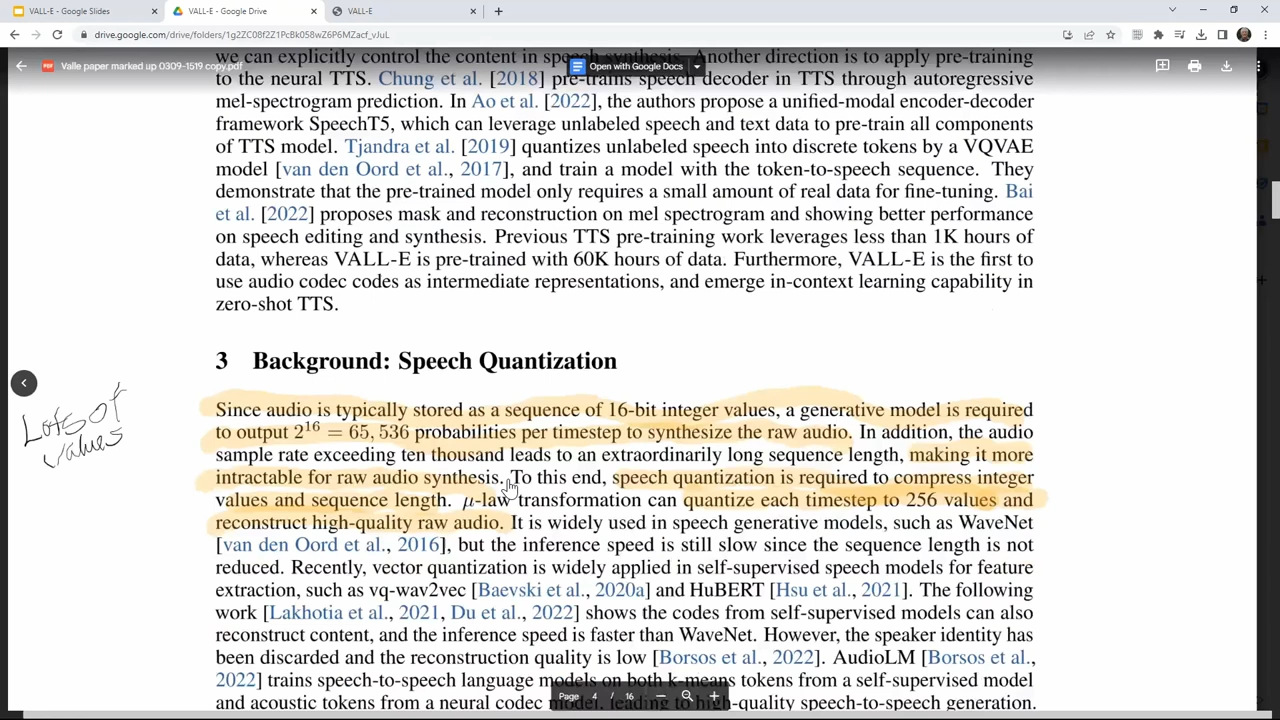 VALL-E - Google Slides
VALL-E - Google Drive
VALL-E
drive.google.com/drive/folders/1g2ZC08f2Z1PcBk058wZ6P6MZacf_vJuL
we can explicitly control the content in speech synthesis. Another direction is to apply pre-training
Valle paper marked up 0309-1519 copy.pdf
Open with Google Docs
to the neural TTS. Chung et al. [2018] pre-trains speech decoder in TTS through autoregressive
mel-spectrogram prediction. In Ao et al. [2022], the authors propose a unified-modal encoder-decoder
framework SpeechT5, which can leverage unlabeled speech and text data to pre-train all components
of TTS model. Tjandra et al. [2019] quantizes unlabeled speech into discrete tokens by a VQVAE
model [van den Oord et al., 2017], and train a model with the token-to-speech sequence. They
demonstrate that the pre-trained model only requires a small amount of real data for fine-tuning. Bai
et al. [2022] proposes mask and reconstruction on mel spectrogram and showing better performance
on speech editing and synthesis. Previous TTS pre-training work leverages less than 1K hours of
data, whereas VALL-E is pre-trained with 60K hours of data. Furthermore, VALL-E is the first to
use audio codec codes as intermediate representations, and emerge in-context learning capability in
zero-shot TTS.
3 Background: Speech Quantization
Lots of
values
Since audio is typically stored as a sequence of 16-bit integer values, a generative model is required
to output 2¹⁶ = 65, 536 probabilities per timestep to synthesize the raw audio. In addition, the audio
sample rate exceeding ten thousand leads to an extraordinarily long sequence length, making it more
intractable for raw audio synthesis. To this end, speech quantization is required to compress integer
values and sequence length. μ-law transformation can quantize each timestep to 256 values and
reconstruct high-quality raw audio. It is widely used in speech generative models, such as WaveNet
[van den Oord et al., 2016], but the inference speed is still slow since the sequence length is not
reduced. Recently, vector quantization is widely applied in self-supervised speech models for feature
extraction, such as vq-wav2vec [Baevski et al., 2020a] and HuBERT [Hsu et al., 2021]. The following
work [Lakhotia et al., 2021, Du et al., 2022] shows the codes from self-supervised models can also
reconstruct content, and the inference speed is faster than WaveNet. However, the speaker identity has
been discarded and the reconstruction quality is low [Borsos et al., 2022]. AudioLM [Borsos et al.,
2022] trains speech-to-speech language models on both k-means tokens from a self-supervised model
and acoustic tokens from a neural codec model, leading to high-quality speech-to-speech generation.
Page 4 / 16